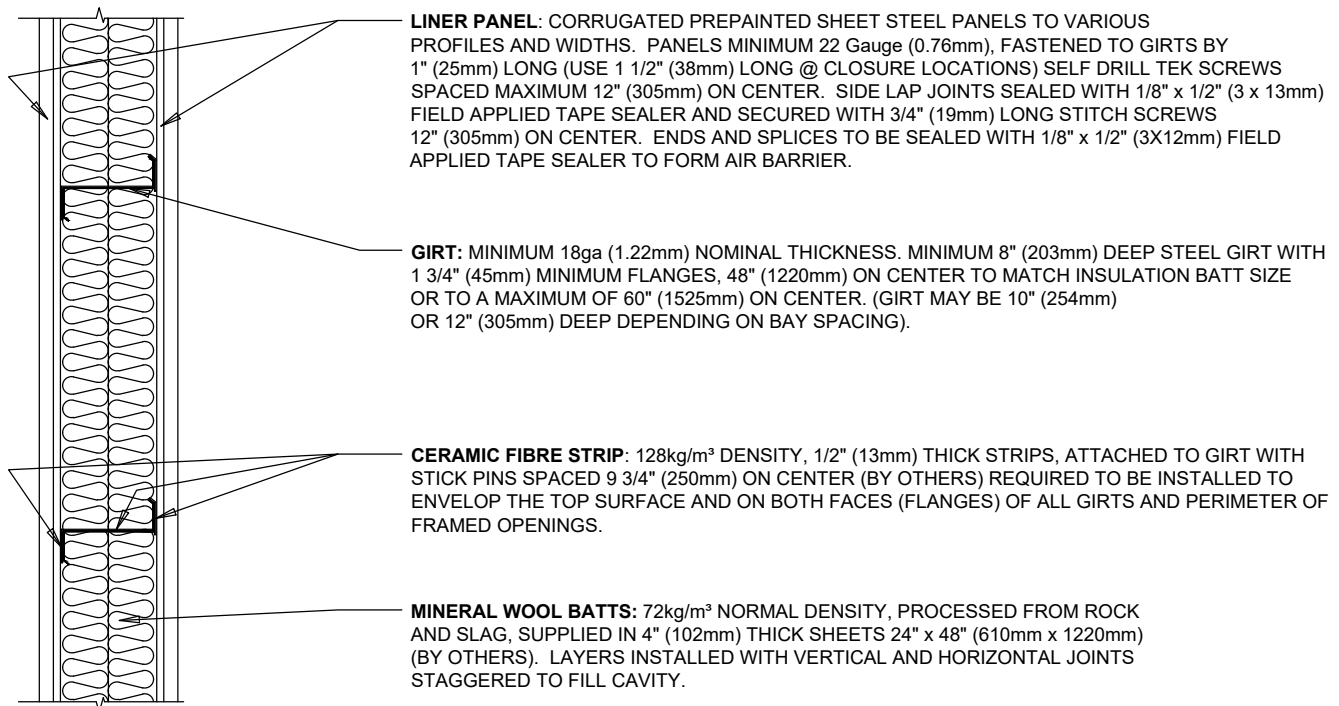 LINER PANEL: CORRUGATED PREPAINTED SHEET STEEL PANELS TO VARIOUS
PROFILES AND WIDTHS. PANELS MINIMUM 22 Gauge (0.76mm), FASTENED TO GIRTS BY
1" (25mm) LONG (USE 1 1/2" (38mm) LONG @ CLOSURE LOCATIONS) SELF DRILL TEK SCREWS
SPACED MAXIMUM 12" (305mm) ON CENTER. SIDE LAP JOINTS SEALED WITH 1/8" x 1/2" (3 x 13mm)
FIELD APPLIED TAPE SEALER AND SECURED WITH 3/4" (19mm) LONG STITCH SCREWS
12" (305mm) ON CENTER. ENDS AND SPLICES TO BE SEALED WITH 1/8" x 1/2" (3X12mm) FIELD
APPLIED TAPE SEALER TO FORM AIR BARRIER.
GIRT: MINIMUM 18ga (1.22mm) NOMINAL THICKNESS. MINIMUM 8" (203mm) DEEP STEEL GIRT WITH
1 3/4" (45mm) MINIMUM FLANGES, 48" (1220mm) ON CENTER TO MATCH INSULATION BATT SIZE
OR TO A MAXIMUM OF 60" (1525mm) ON CENTER. (GIRT MAY BE 10" (254mm)
OR 12" (305mm) DEEP DEPENDING ON BAY SPACING).
CERAMIC FIBRE STRIP: 128kg/m³ DENSITY, 1/2" (13mm) THICK STRIPS, ATTACHED TO GIRT WITH
STICK PINS SPACED 9 3/4" (250mm) ON CENTER (BY OTHERS) REQUIRED TO BE INSTALLED TO
ENVELOP THE TOP SURFACE AND ON BOTH FACES (FLANGES) OF ALL GIRTS AND PERIMETER OF
FRAMED OPENINGS.
MINERAL WOOL BATTS: 72kg/m³ NORMAL DENSITY, PROCESSED FROM ROCK
AND SLAG, SUPPLIED IN 4" (102mm) THICK SHEETS 24" x 48" (610mm x 1220mm)
(BY OTHERS). LAYERS INSTALLED WITH VERTICAL AND HORIZONTAL JOINTS
STAGGERED TO FILL CAVITY.